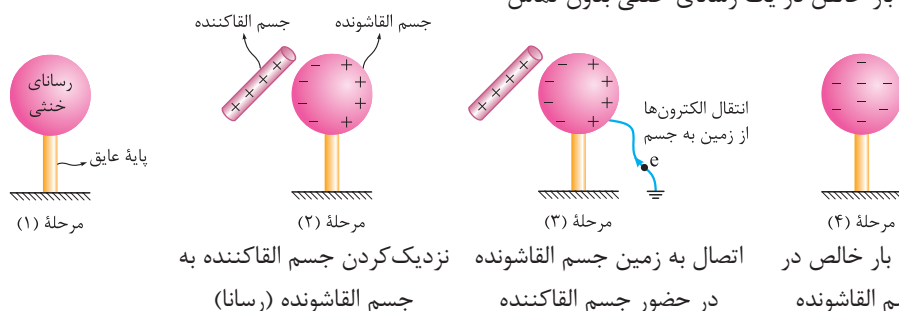 بار خالص در یک رسانای خنثی بدون تماس
جسم القاکننده
جسم القاشونده
رسانای
خنثی
پایهٔ عایق
انتقال الکترون‌ها
از زمین به جسم
e
مرحلهٔ (۱)
مرحلهٔ (۲)
مرحلهٔ (۳)
مرحلهٔ (۴)
نزدیک‌کردن جسم القاکننده به
جسم القاشونده (رسانا)
اتصال به زمین جسم القاشونده
در حضور جسم القاکننده
بار خالص در
القاشونده